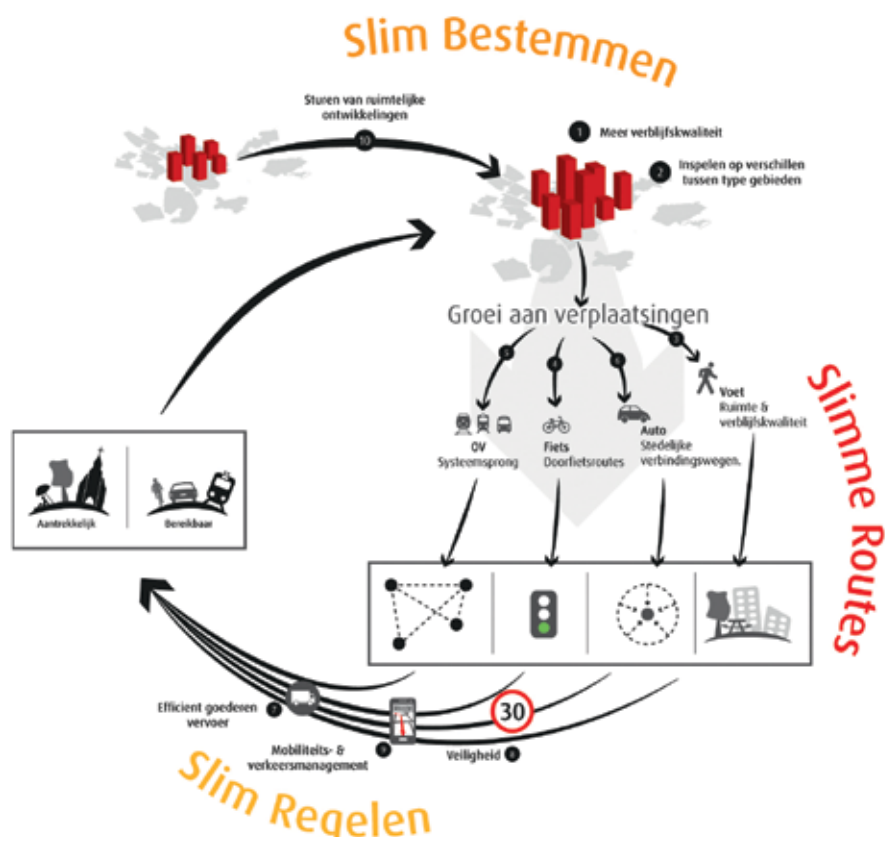 Slim Bestemmen
Sturen van ruimtelijke
ontwikkelingen
10
1 Meer verblijfskwaliteit
2 Inspelen op verschillen
tussen type gebieden
Groei aan verplaatsingen
5
4
6
3
OV
Systeemsprong
Fiets
Doorfietsroutes
Auto
Stedelijke
verbindingswegen.
Voet
Ruimte &
verblijfskwaliteit
Slimme Routes
Aantrekkelijk
Bereikbaar
30
Efficient goederen
vervoer
7
Mobiliteits- &
verkeersmanagement
9
Veiligheid 8
Slim Regelen